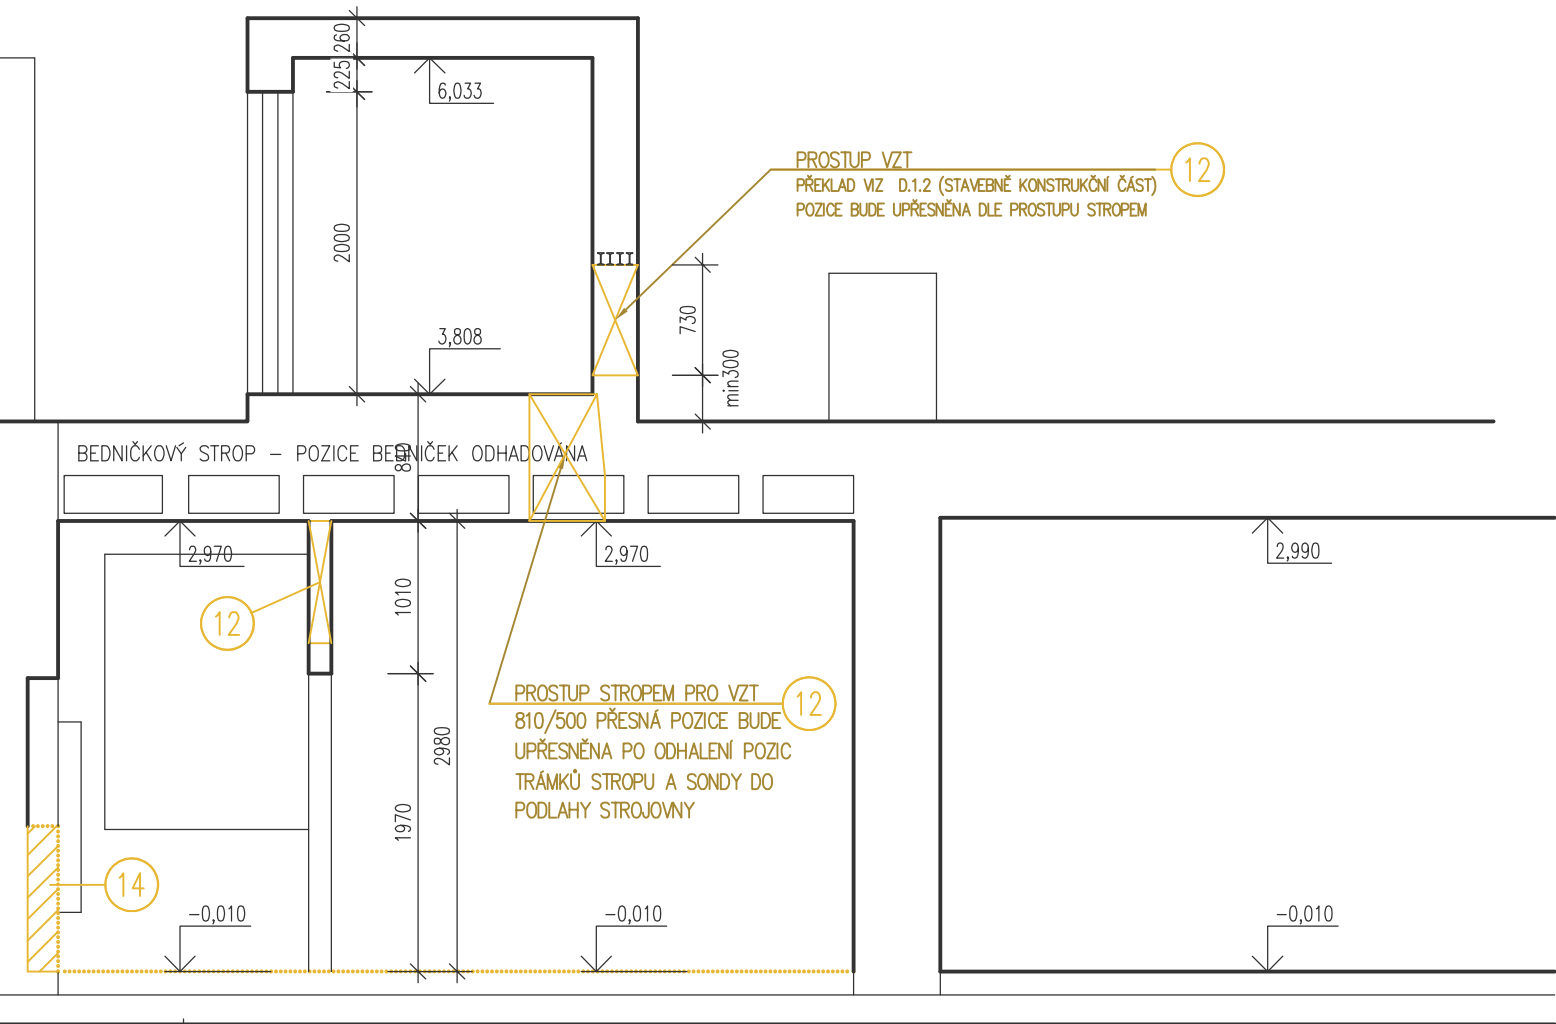 260
225
6,033
2000
3,808
PROSTUP VZT
12
PŘEKLAD VIZ D.1.2 (STAVEBNĚ KONSTRUKČNÍ ČÁST)
POZICE BUDE UPŘESNĚNA DLE PROSTUPU STROPEM
730
min300
BEDNIČKOVÝ STROP – POZICE BEDNIČEK ODHADOVÁNA
840
2,970
2,970
2,990
12
1010
2980
1970
PROSTUP STROPEM PRO VZT
12
810/500 PŘESNÁ POZICE BUDE
UPŘESNĚNA PO ODHALENÍ POZIC
TRÁMKŮ STROPU A SONDY DO
PODLAHY STROJOVNY
14
–0,010
–0,010
–0,010